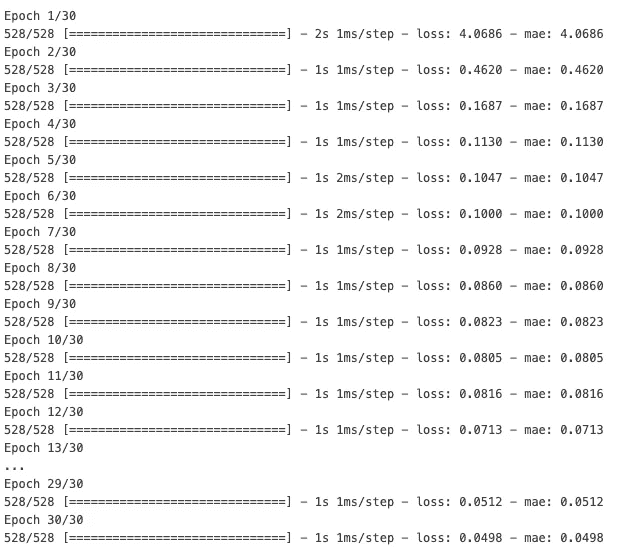 Epoch 1/30
528/528 [==============================] - 2s 1ms/step - loss: 4.0686 - mae: 4.0686
Epoch 2/30
528/528 [==============================] - 1s 1ms/step - loss: 0.4620 - mae: 0.4620
Epoch 3/30
528/528 [==============================] - 1s 1ms/step - loss: 0.1687 - mae: 0.1687
Epoch 4/30
528/528 [==============================] - 1s 1ms/step - loss: 0.1130 - mae: 0.1130
Epoch 5/30
528/528 [==============================] - 1s 2ms/step - loss: 0.1047 - mae: 0.1047
Epoch 6/30
528/528 [==============================] - 1s 2ms/step - loss: 0.1000 - mae: 0.1000
Epoch 7/30
528/528 [==============================] - 1s 1ms/step - loss: 0.0928 - mae: 0.0928
Epoch 8/30
528/528 [==============================] - 1s 1ms/step - loss: 0.0860 - mae: 0.0860
Epoch 9/30
528/528 [==============================] - 1s 1ms/step - loss: 0.0823 - mae: 0.0823
Epoch 10/30
528/528 [==============================] - 1s 1ms/step - loss: 0.0805 - mae: 0.0805
Epoch 11/30
528/528 [==============================] - 1s 1ms/step - loss: 0.0816 - mae: 0.0816
Epoch 12/30
528/528 [==============================] - 1s 1ms/step - loss: 0.0713 - mae: 0.0713
Epoch 13/30
...
Epoch 29/30
528/528 [==============================] - 1s 1ms/step - loss: 0.0512 - mae: 0.0512
Epoch 30/30
528/528 [==============================] - 1s 1ms/step - loss: 0.0498 - mae: 0.0498